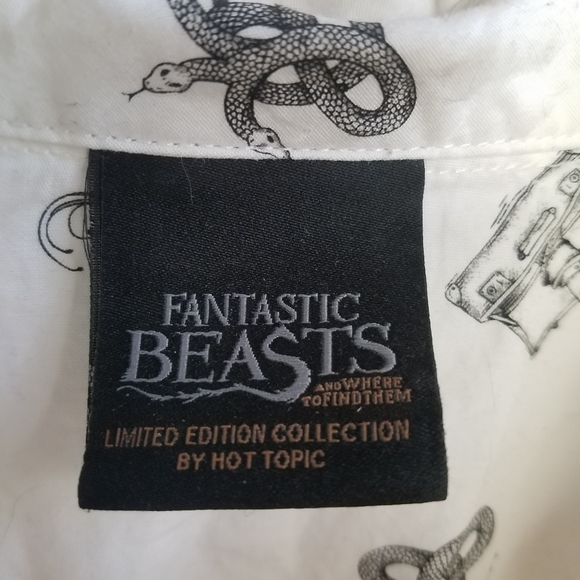 FANTASTIC
BEASTS
AND WHERE
TO FIND THEM
LIMITED EDITION COLLECTION
BY HOT TOPIC